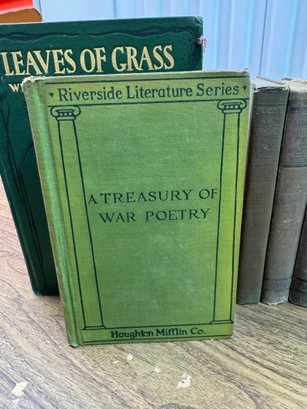 LEAVES OF GRASS
Riverside Literature Series
A TREASURY OF
WAR POETRY
Houghton Mifflin Co.